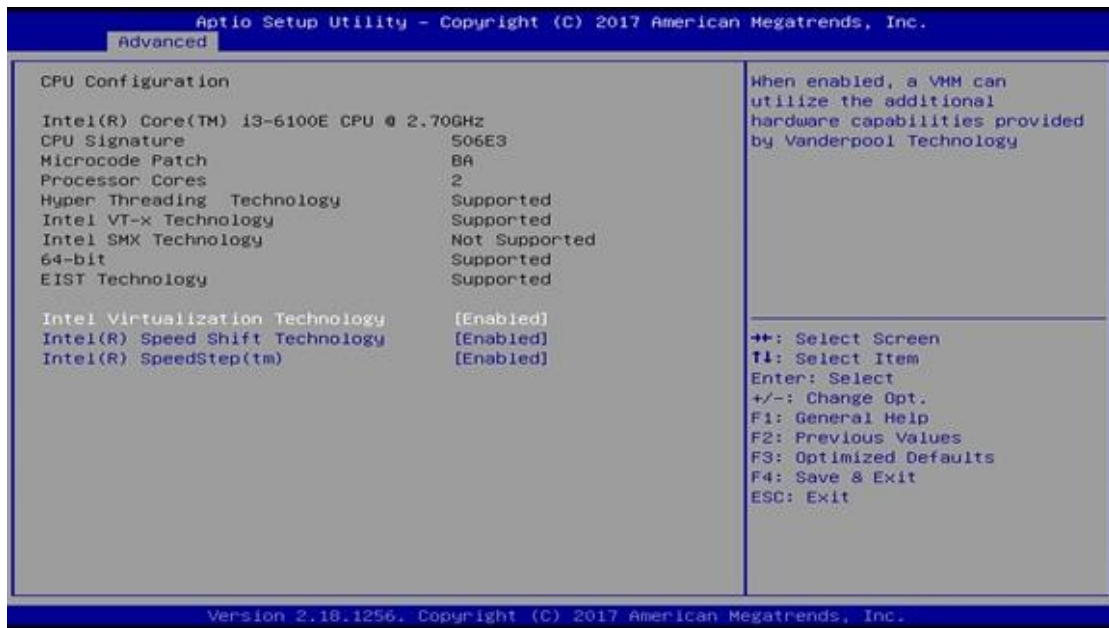 Aptio Setup Utility – Copyright (C) 2017 American Megatrends, Inc.
Advanced
CPU Configuration
Intel(R) Core(TM) i3-6100E CPU @ 2.70GHz
CPU Signature 506E3
Microcode Patch BA
Processor Cores 2
Hyper Threading Technology Supported
Intel VT-x Technology Supported
Intel SMX Technology Not Supported
64-bit Supported
EIST Technology Supported
Intel Virtualization Technology [Enabled]
Intel(R) Speed Shift Technology [Enabled]
Intel(R) SpeedStep(tm) [Enabled]
When enabled, a VMM can
utilize the additional
hardware capabilities provided
by Vanderpool Technology
→←: Select Screen
↑↓: Select Item
Enter: Select
+/-: Change Opt.
F1: General Help
F2: Previous Values
F3: Optimized Defaults
F4: Save & Exit
ESC: Exit
Version 2.18.1256. Copyright (C) 2017 American Megatrends, Inc.